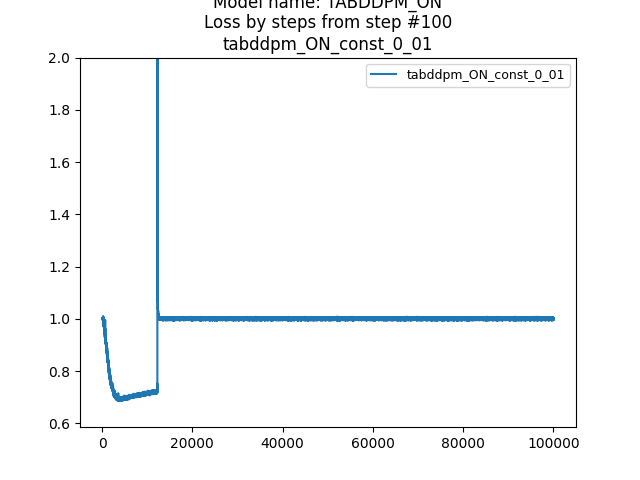 Model name: TABDDPM_ON
Loss by steps from step #100
tabddpm_ON_const_0_01
tabddpm_ON_const_0_01
2.0
1.8
1.6
1.4
1.2
1.0
0.8
0.6
0 20000 40000 60000 80000 100000